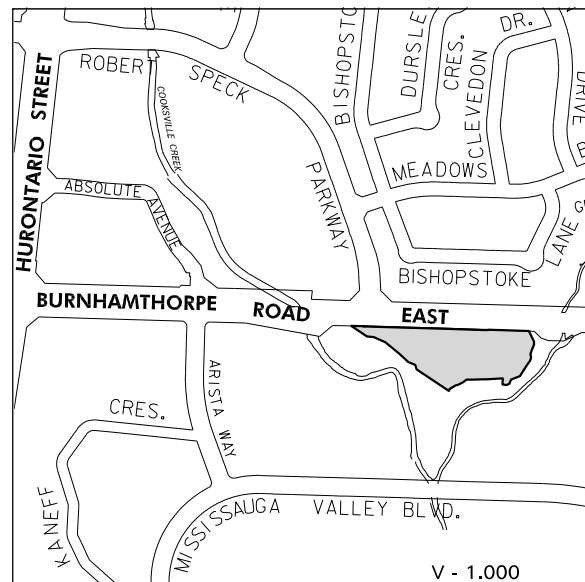 DR.
BISHOPSTO
DURSLE
CRES.
CLEVEDON
DRIVE
ROBERT SPECK PARKWAY
HURONTARIO STREET
COOKSVILLE CREEK
MEADOWS
B
ABSOLUTE AVENUE
LANE G
BISHOPSTOKE
BURNHAMTHORPE ROAD EAST
ARISTA WAY
CRES.
KANEFF
MISSISSAUGA VALLEY BLVD.
V - 1.000